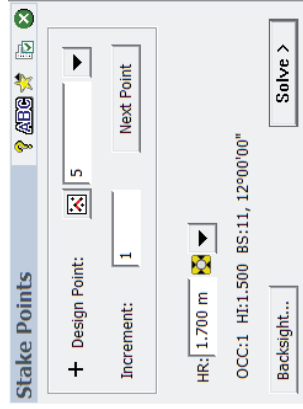 Stake Points
? ABC
Design Point: 5
Increment: 1 Next Point
HR: 1.700 m
OCC:1 HI:1.500 BS:11, 12°00'00"
Backsight... Solve >